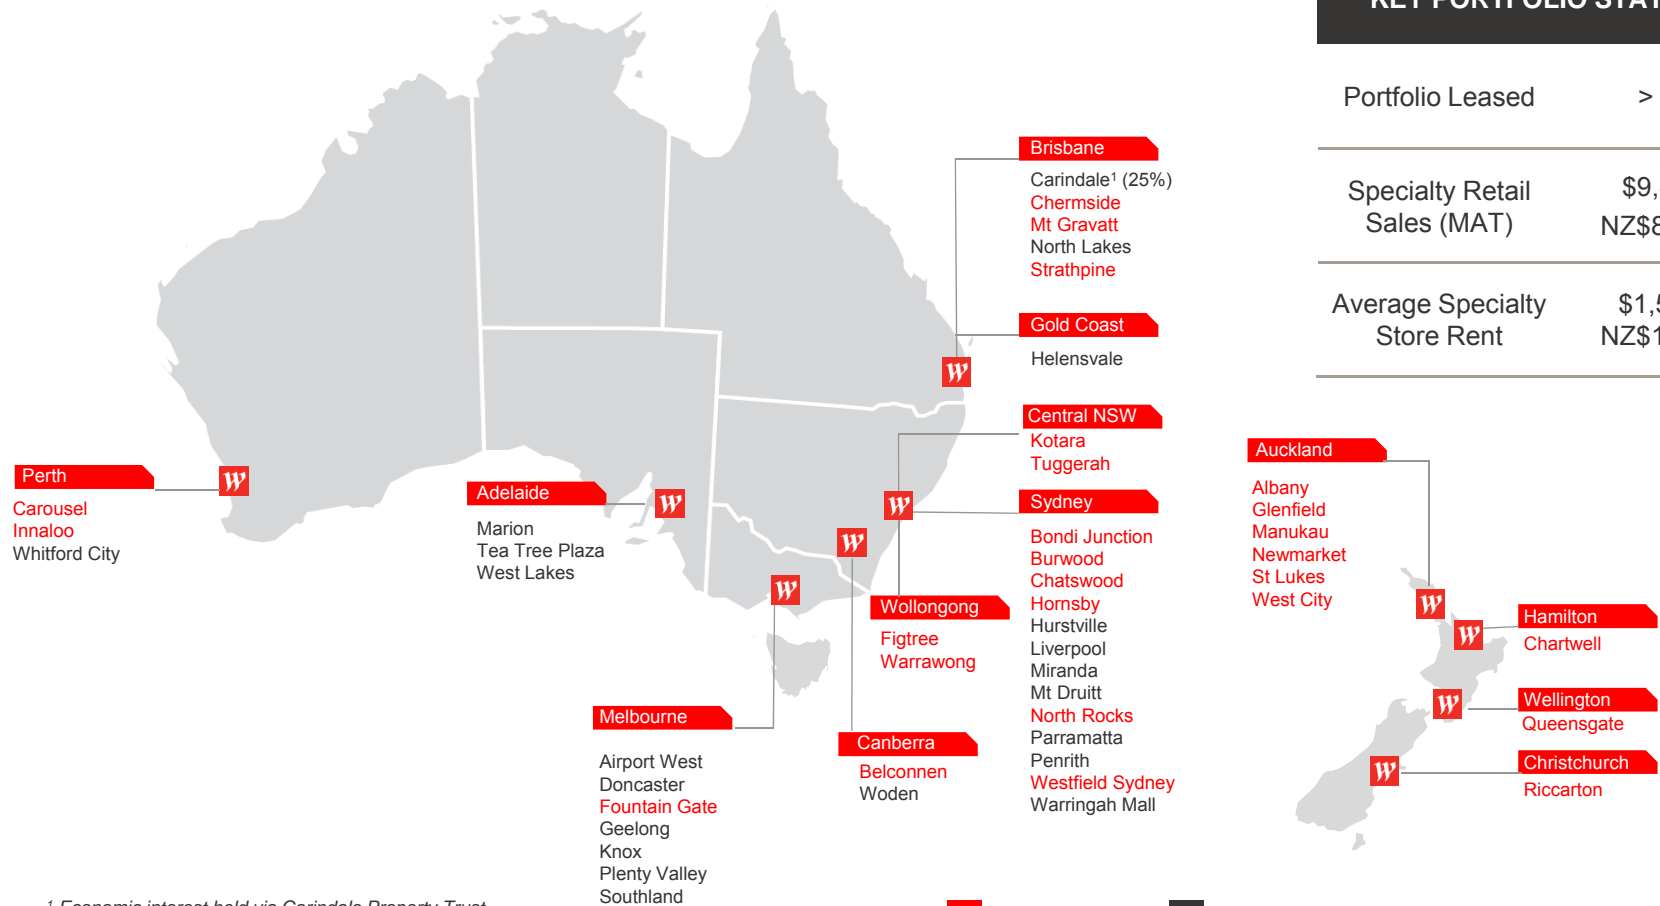 Portfolio Leased >
Specialty Retail
Sales (MAT)
$9,
NZ$8
Average Specialty
Store Rent
$1,5
NZ$1
Brisbane
Carindale¹ (25%)
Chermside
Mt Gravatt
North Lakes
Strathpine
Gold Coast
Helensvale
Central NSW
Kotara
Tuggerah
Sydney
Bondi Junction
Burwood
Chatswood
Hornsby
Hurstville
Liverpool
Miranda
Mt Druitt
North Rocks
Parramatta
Penrith
Westfield Sydney
Warringah Mall
Perth
Carousel
Innaloo
Whitford City
Adelaide
Marion
Tea Tree Plaza
West Lakes
Wollongong
Figtree
Warrawong
Melbourne
Airport West
Doncaster
Fountain Gate
Geelong
Knox
Plenty Valley
Southland
Canberra
Belconnen
Woden
Auckland
Albany
Glenfield
Manukau
Newmarket
St Lukes
West City
Hamilton
Chartwell
Wellington
Queensgate
Christchurch
Riccarton
¹ Economic interest held via Carindale Property Trust